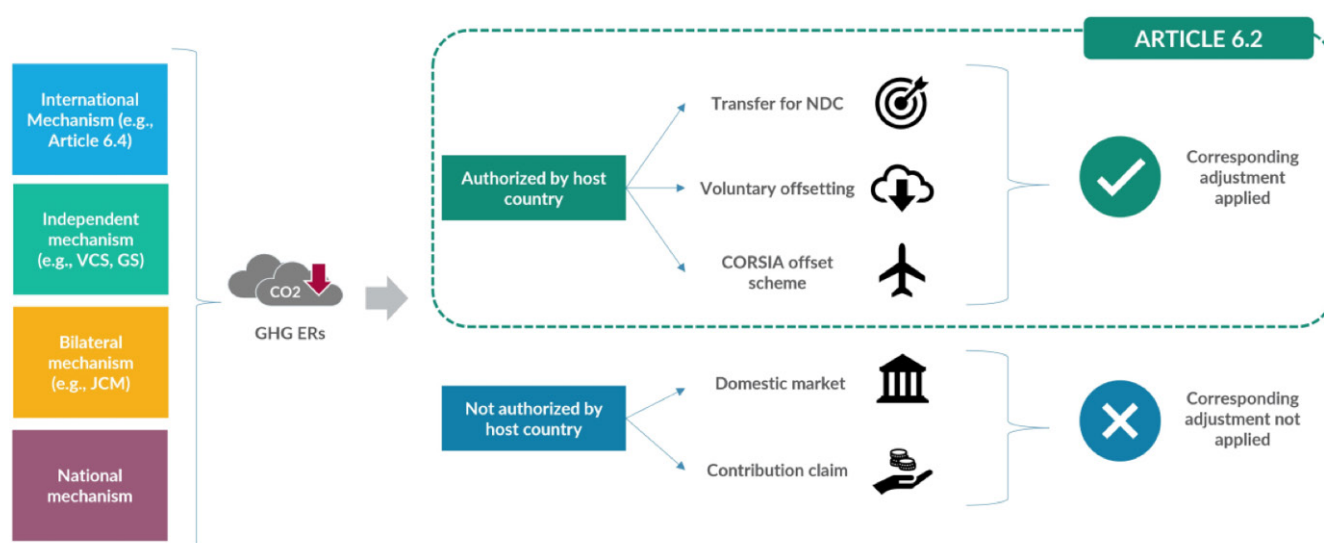 ARTICLE 6.2
International
Mechanism (e.g.,
Article 6.4)
Independent
mechanism
(e.g., VCS, GS)
Bilateral
mechanism
(e.g., JCM)
National
mechanism
CO2
GHG ERs
Authorized by host
country
Transfer for NDC
Voluntary offsetting
CORSIA offset
scheme
Corresponding
adjustment
applied
Not authorized by
host country
Domestic market
Contribution claim
Corresponding
adjustment not
applied